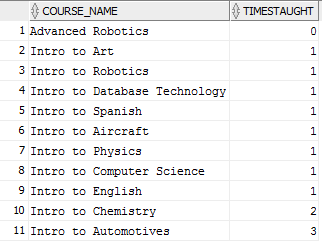 COURSE_NAME TIMESTAUGHT
1 Advanced Robotics 0
2 Intro to Art 1
3 Intro to Robotics 1
4 Intro to Database Technology 1
5 Intro to Spanish 1
6 Intro to Aircraft 1
7 Intro to Physics 1
8 Intro to Computer Science 1
9 Intro to English 1
10 Intro to Chemistry 2
11 Intro to Automotives 3